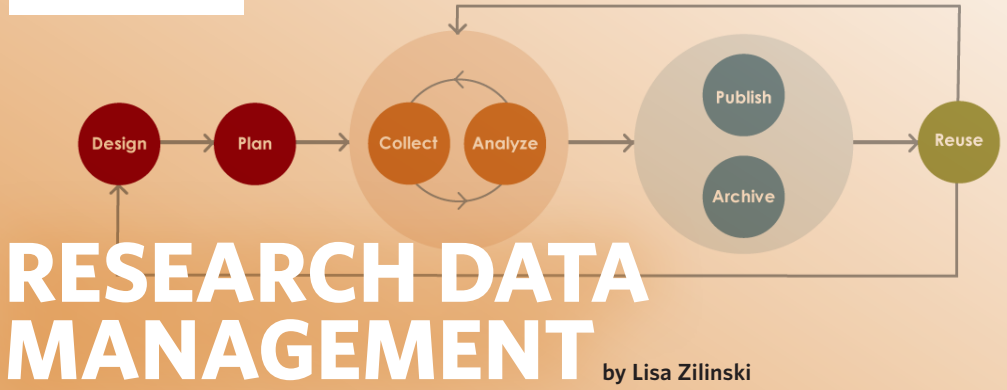 Publish
Design
Plan
Collect
Analyze
Reuse
Archive
RESEARCH DATA
MANAGEMENT
by Lisa Zilinski